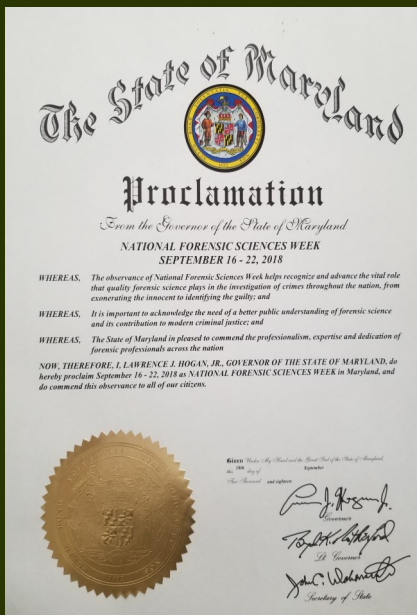 The State of Maryland
Proclamation
From the Governor of the State of Maryland
NATIONAL FORENSIC SCIENCES WEEK
SEPTEMBER 16 - 22, 2018
WHEREAS, The observance of National Forensic Sciences Week helps recognize and advance the vital role
that quality forensic science plays in the investigation of crimes throughout the nation, from
exonerating the innocent to identifying the guilty; and
WHEREAS, It is important to acknowledge the need of a better public understanding of forensic science
and its contribution to modern criminal justice; and
WHEREAS, The State of Maryland in pleased to commend the professionalism, expertise and dedication of
forensic professionals across the nation
NOW, THEREFORE, I, LAWRENCE J. HOGAN, JR., GOVERNOR OF THE STATE OF MARYLAND, do
hereby proclaim September 16 - 22, 2018 as NATIONAL FORENSIC SCIENCES WEEK in Maryland, and
do commend this observance to all of our citizens.
Given Under My Hand and the Great Seal of the State of Maryland,
this day of September
Two Thousand and eighteen
Governor
Lt. Governor
Secretary of State